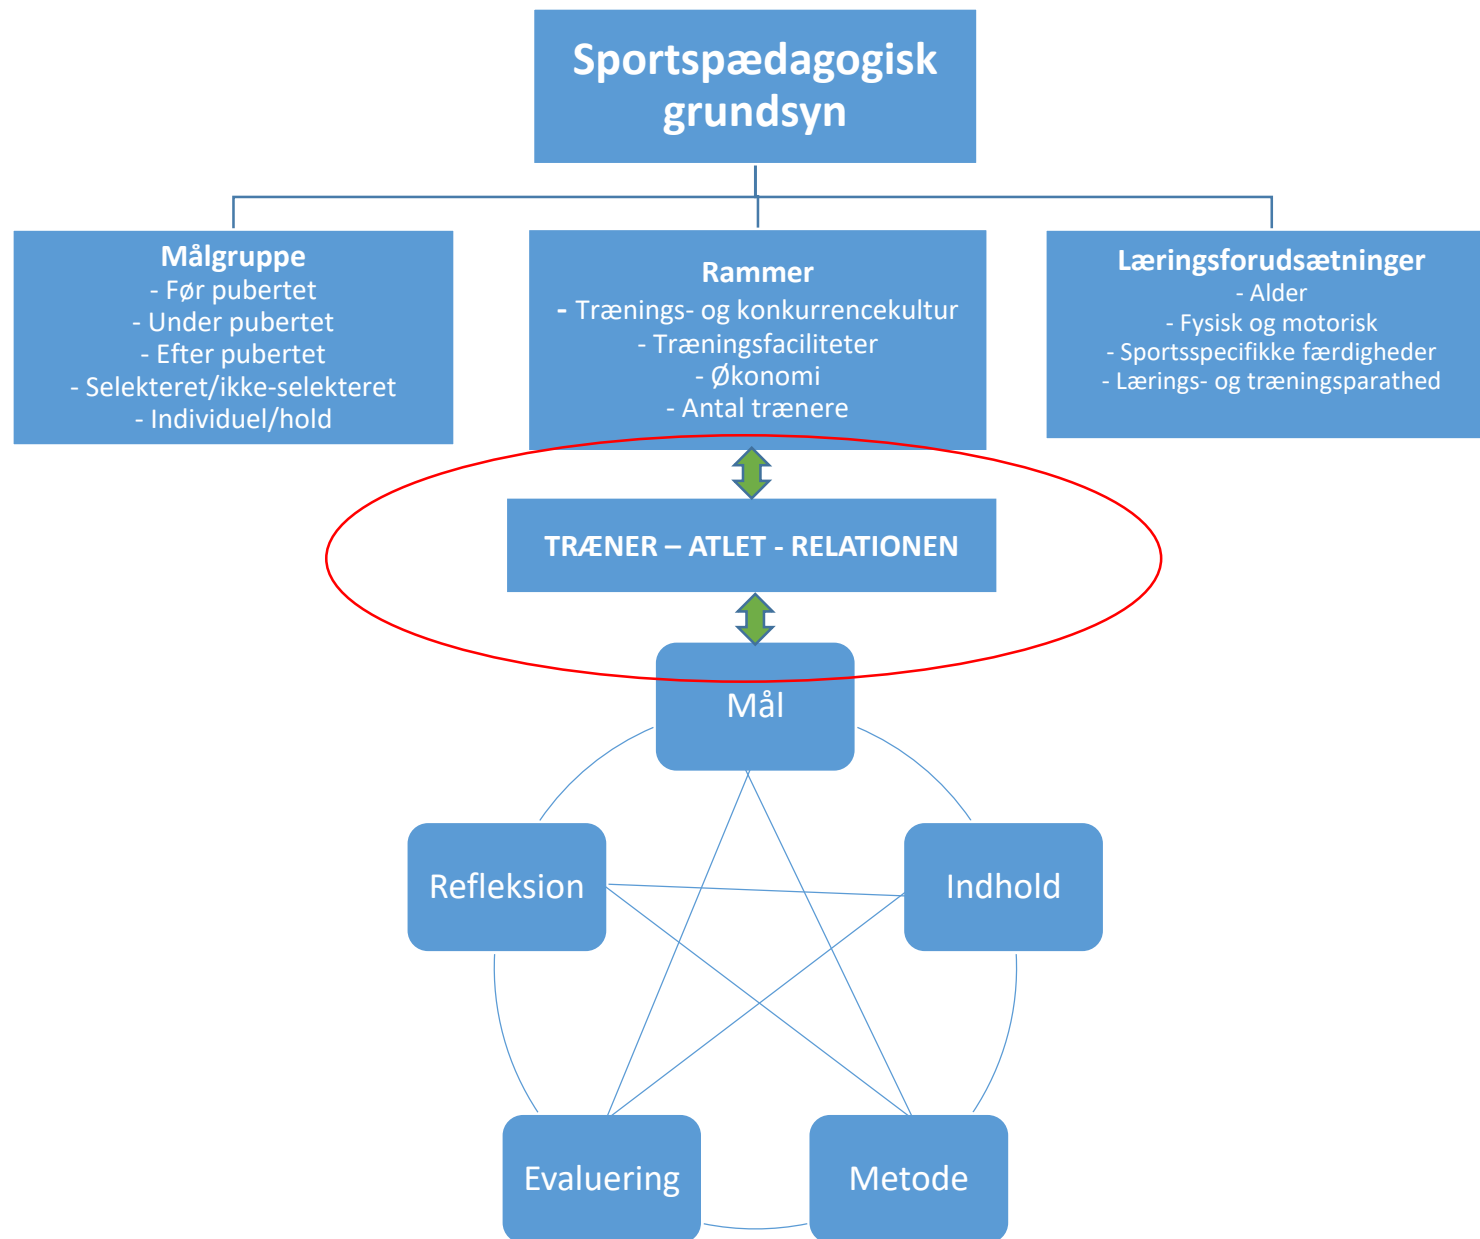 Sportspædagogisk
grundsyn
Målgruppe
- Før pubertet
- Under pubertet
- Efter pubertet
- Selekteret/ikke-selekteret
- Individuel/hold
Rammer
- Trænings- og konkurrencekultur
- Træningsfaciliteter
- Økonomi
- Antal trænere
Læringsforudsætninger
- Alder
- Fysisk og motorisk
- Sportsspecifikke færdigheder
- Lærings- og træningsparathed
TRÆNER – ATLET - RELATIONEN
Mål
Refleksion
Indhold
Evaluering
Metode